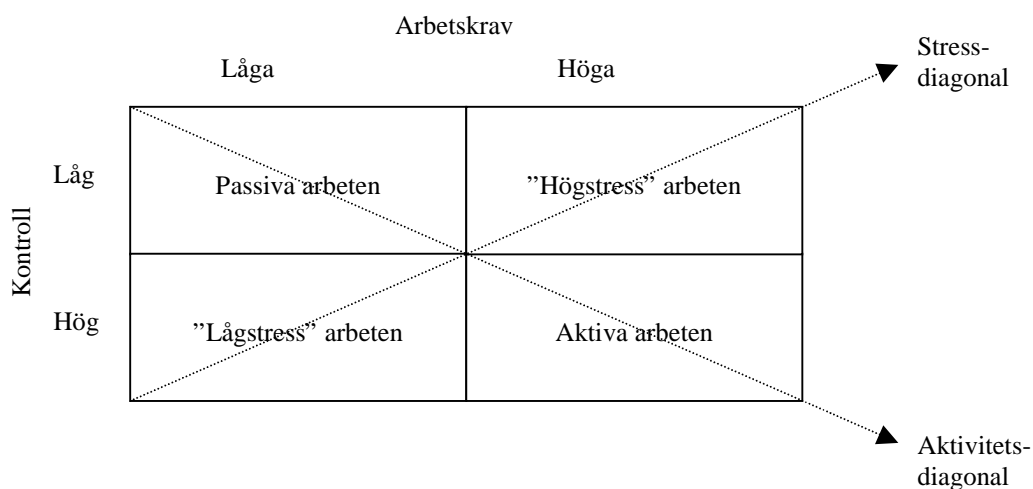 Arbetskrav
Låga
Höga
Stress-
diagonal
Låg
Passiva arbeten
”Högstress” arbeten
Kontroll
Hög
”Lågstress” arbeten
Aktiva arbeten
Aktivitets-
diagonal